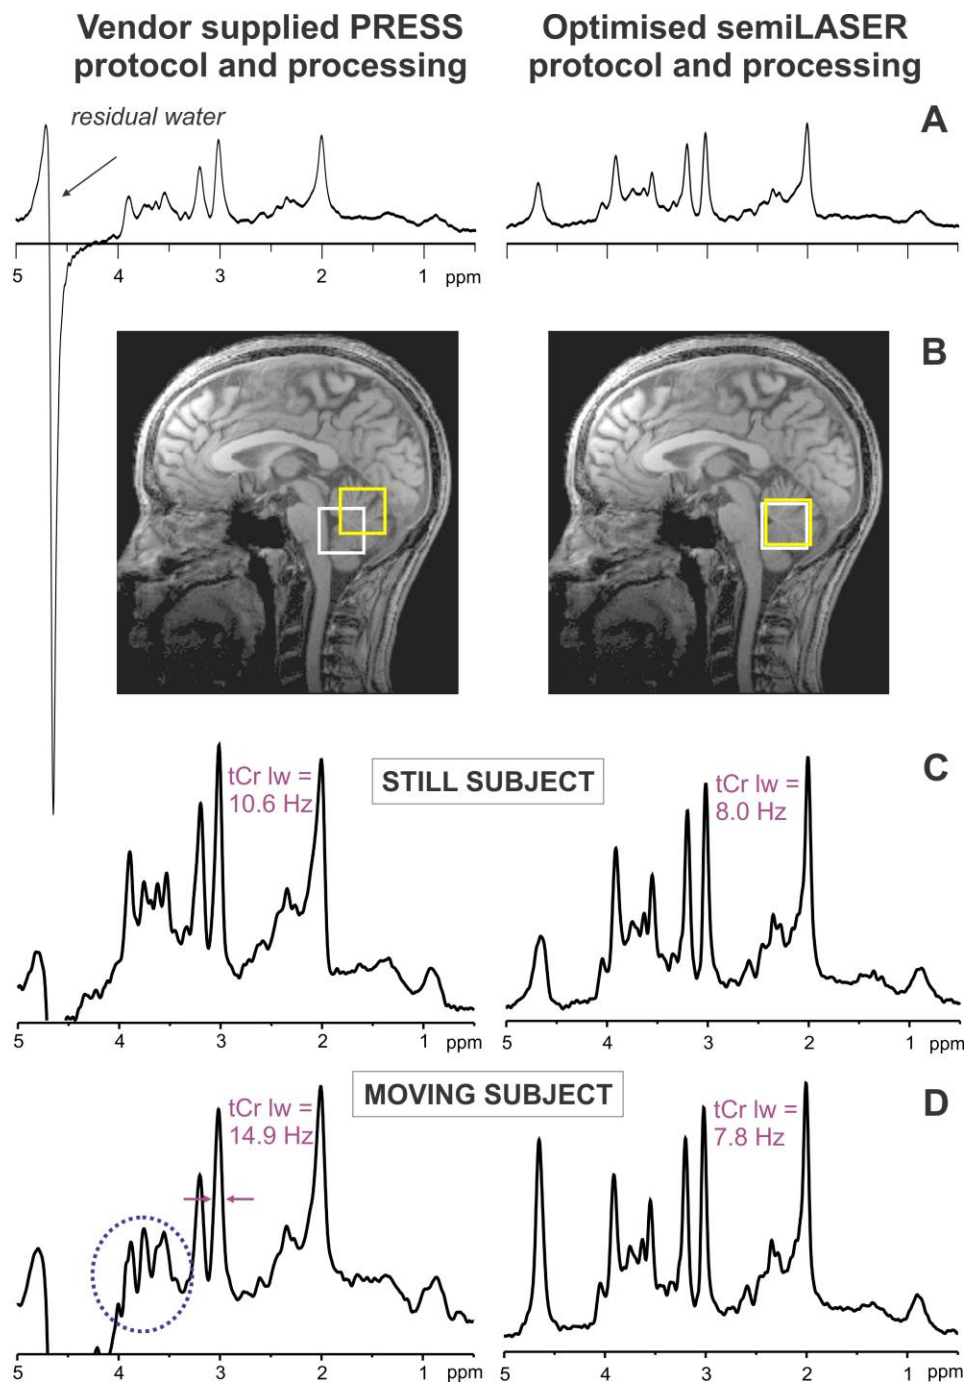 Vendor supplied PRESS
protocol and processing
Optimised semiLASER
protocol and processing
A
residual water
5 4 3 2 1 ppm
B
C
STILL SUBJECT
tCr lw =
10.6 Hz
tCr lw =
8.0 Hz
5 4 3 2 1 ppm
5 4 3 2 1 ppm
D
MOVING SUBJECT
tCr lw =
14.9 Hz
tCr lw =
7.8 Hz
5 4 3 2 1 ppm
5 4 3 2 1 ppm